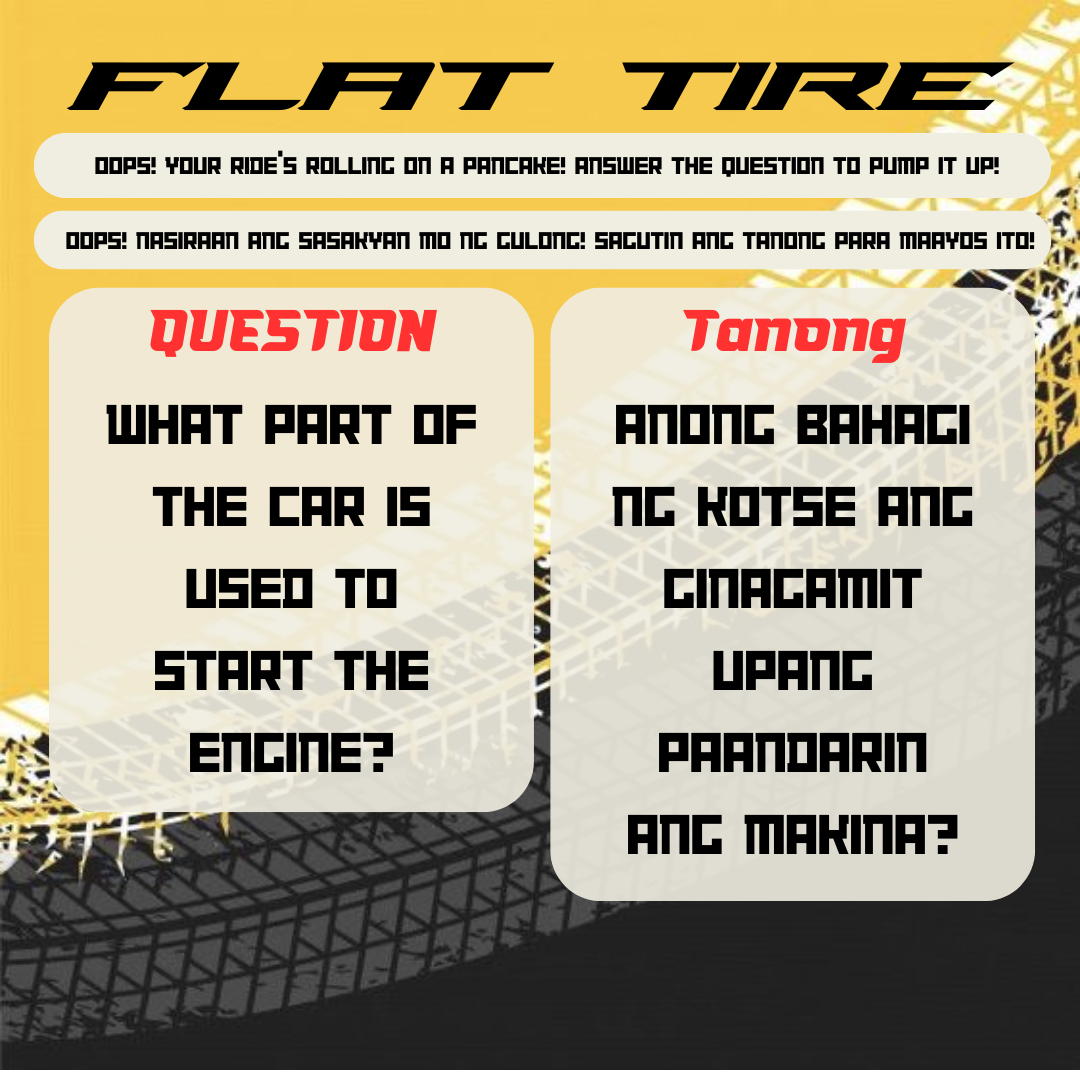 FLAT TIRE
OOPS! YOUR RIDE'S ROLLING ON A PANCAKE! ANSWER THE QUESTION TO PUMP IT UP!
OOPS! NASIRAAN ANG SASAKYAN MO NG GULONG! SAGUTIN ANG TANONG PARA MAAYOS ITO!
QUESTION
WHAT PART OF
THE CAR IS
USED TO
START THE
ENGINE?
Tanong
ANONG BAHAGI
NG KOTSE ANG
GINAGAMIT
UPANG
PAANDARIN
ANG MAKINA?